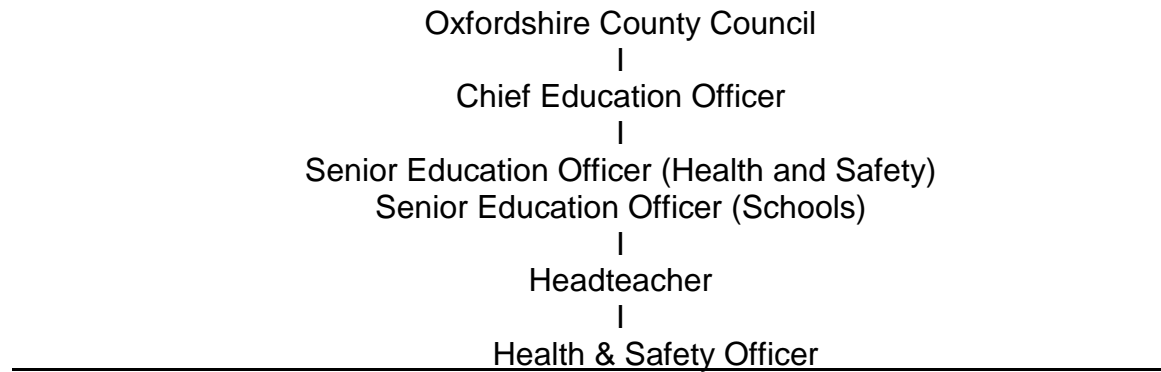 Oxfordshire County Council
I
Chief Education Officer
I
Senior Education Officer (Health and Safety)
Senior Education Officer (Schools)
I
Headteacher
I
Health & Safety Officer